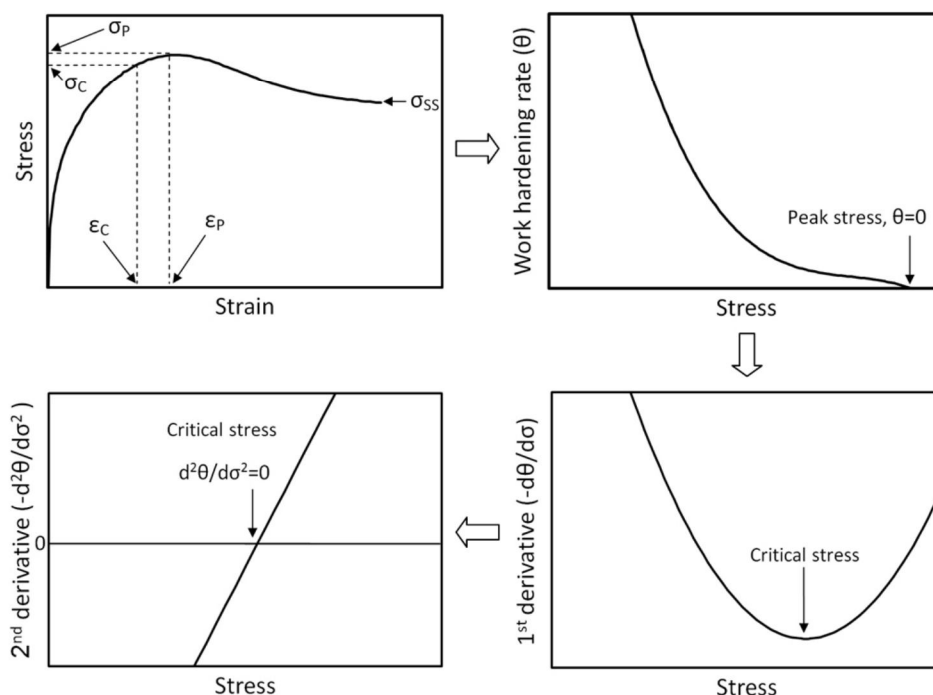 σP
σC
σSS
εC
εP
Stress
Strain
Work hardening rate (θ)
Peak stress, θ=0
Stress
2nd derivative (-d²θ/dσ²)
Critical stress
d²θ/dσ²=0
0
Stress
1st derivative (-dθ/dσ)
Critical stress
Stress